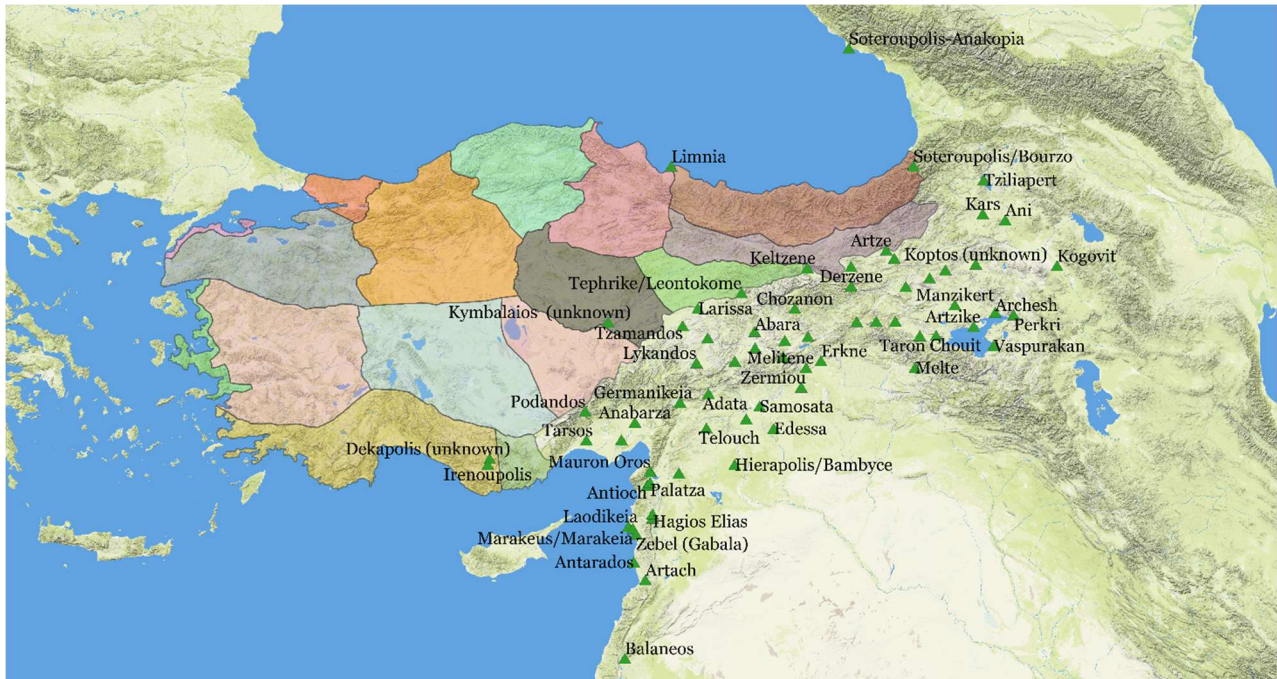 Soteroupolis-Anakopia
Limnia
Soteroupolis/Bourzo
Tziliapert
Kars
Ani
Artze
Koptos (unknown)
Kogovit
Keltzene
Derzene
Tephrike/Leontokome
Chozanon
Manzikert
Archesh
Kymbalaios (unknown)
Larissa
Artzike
Perkri
Tzamandos
Abara
Taron
Chouit
Vaspurakan
Lykandos
Melitene
Erkne
Melte
Zermiou
Germanikeia
Podandos
Anabarza
Adata
Samosata
Tarsos
Telouch
Edessa
Dekapolis (unknown)
Irenoupolis
Mauron Oros
Hierapolis/Bambyce
Antioch
Palatza
Laodikeia
Hagios Elias
Marakeus/Marakeia
Zebel (Gabala)
Antarados
Artach
Balaneos